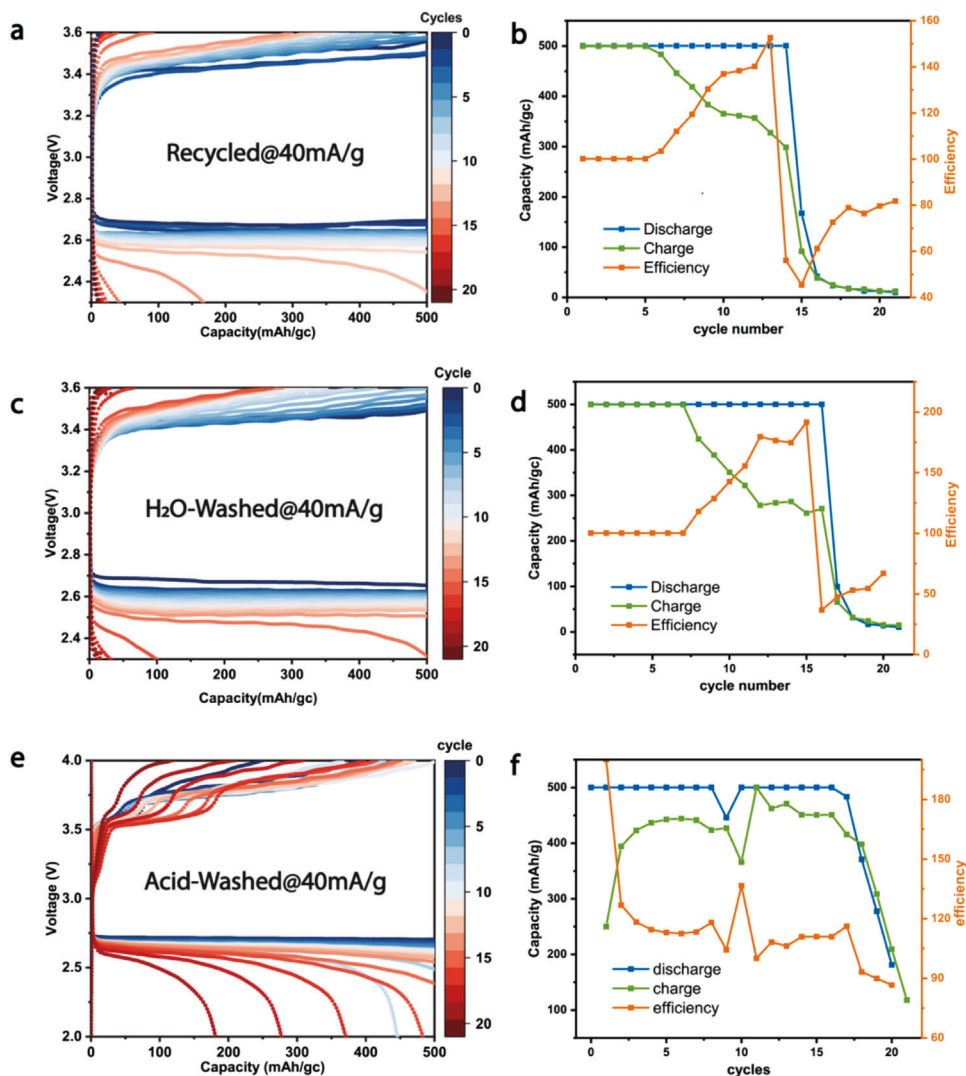 a
Cycles
3.6
3.4
3.2
3.0
2.8
2.6
2.4
Voltage(V)
Recycled@40mA/g
0
100
200
300
400
500
Capacity(mAh/gc)
0
5
10
15
20
b
500
400
300
200
100
0
Capacity (mAh/gc)
Discharge
Charge
Efficiency
0
5
10
15
20
cycle number
160
140
120
100
80
60
40
Efficiency
c
Cycle
3.6
3.4
3.2
3.0
2.8
2.6
2.4
Voltage(V)
H₂O-Washed@40mA/g
0
100
200
300
400
500
Capacity(mAh/gc)
0
5
10
15
20
d
500
400
300
200
100
0
Capacity (mAh/gc)
Discharge
Charge
Efficiency
0
5
10
15
20
cycle number
200
150
100
50
0
Efficiency
e
cycle
4.0
3.5
3.0
2.5
2.0
Voltage (V)
Acid-Washed@40mA/g
0
100
200
300
400
500
Capacity (mAh/gc)
0
5
10
15
20
f
500
400
300
200
100
Capacity (mAh/g)
discharge
charge
efficiency
0
5
10
15
20
cycles
180
150
120
90
60
efficiency